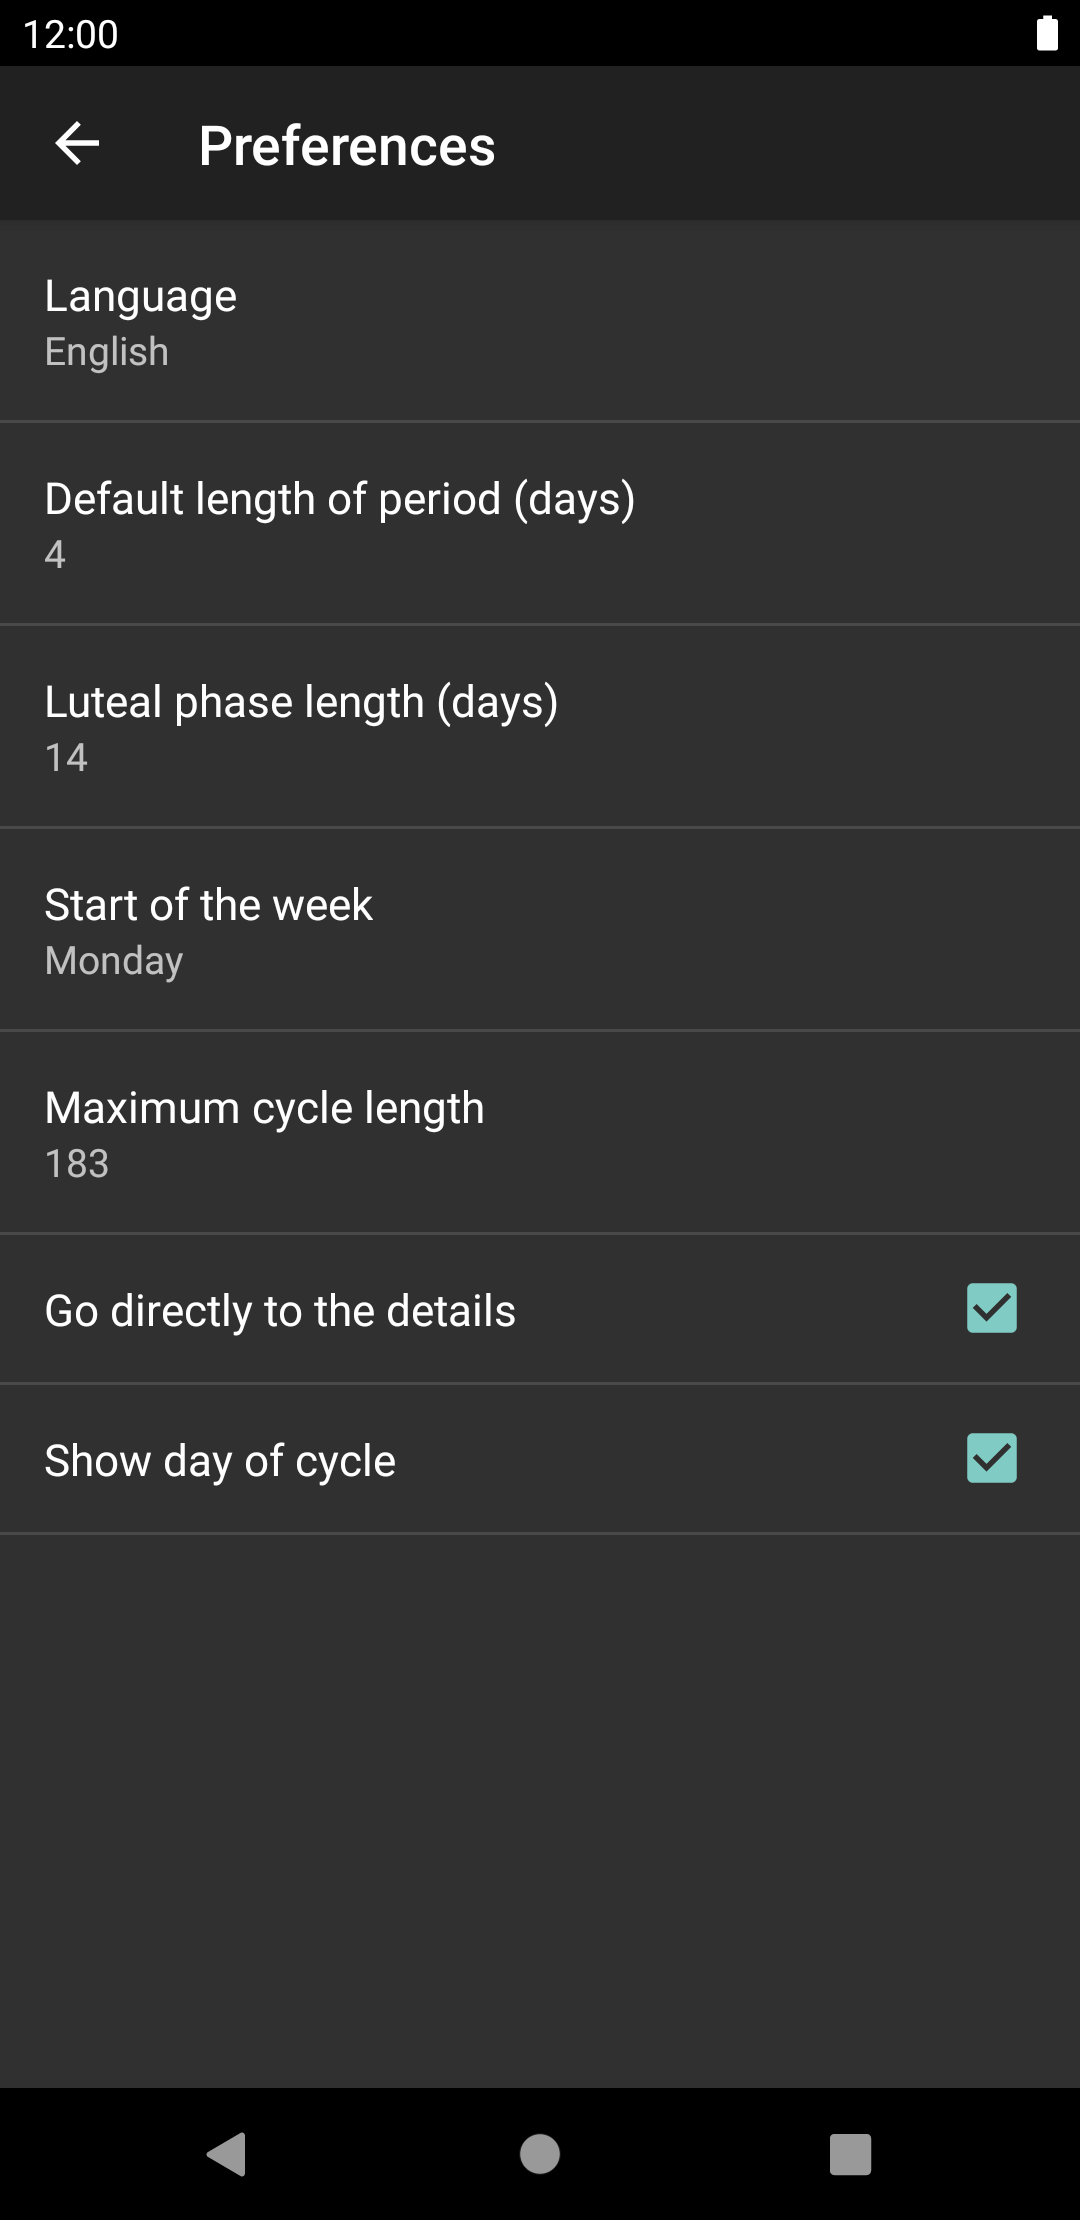 12:00
Preferences
Language
English
Default length of period (days)
4
Luteal phase length (days)
14
Start of the week
Monday
Maximum cycle length
183
Go directly to the details
Show day of cycle